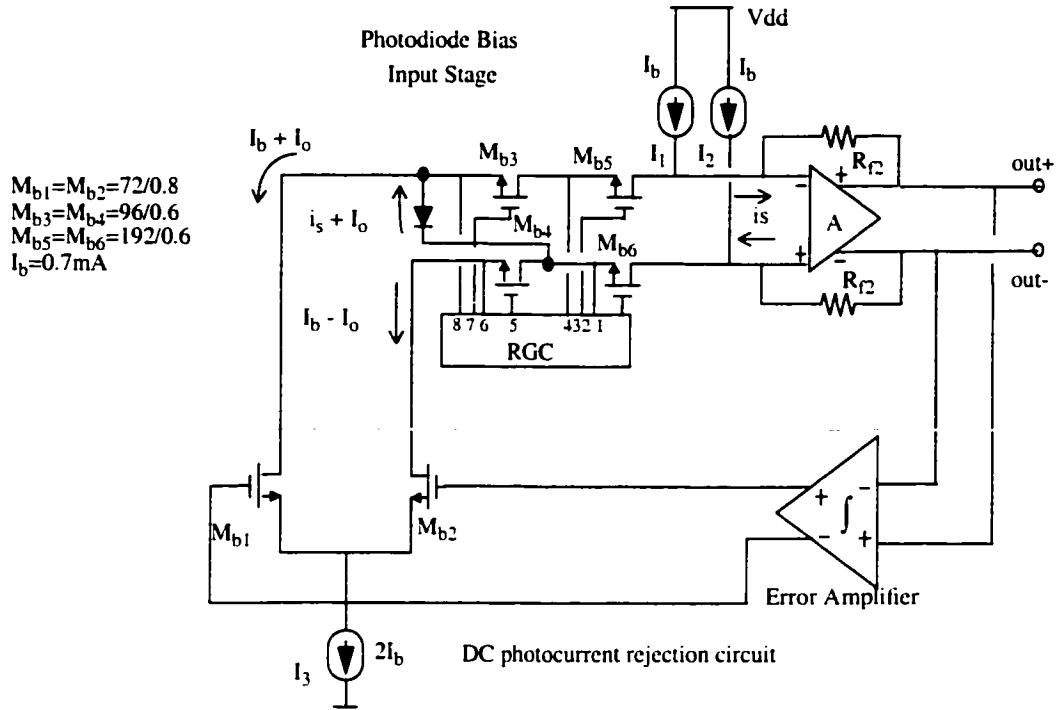 Vdd
Photodiode Bias
Input Stage
I_b I_b
I_b + I_o
M_b3 M_b5 I_1 I_2 R_f2 out+
M_b1=M_b2=72/0.8
M_b3=M_b4=96/0.6
M_b5=M_b6=192/0.6
I_b=0.7mA
i_s + I_o M_b4 M_b6 - + is A + -
I_b - I_o R_f2 out-
8 7 6 5 4 3 2 1
RGC
M_b1 M_b2 + - ∫ - +
Error Amplifier
I_3 2I_b DC photocurrent rejection circuit